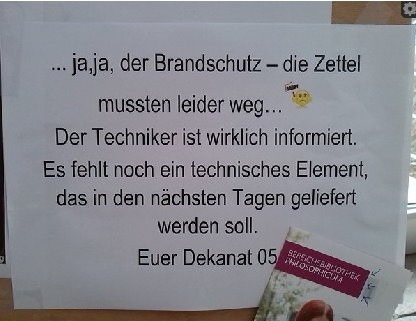 ... ja,ja, der Brandschutz – die Zettel
mussten leider weg...
Der Techniker ist wirklich informiert.
Es fehlt noch ein technisches Element,
das in den nächsten Tagen geliefert
werden soll.
Euer Dekanat 05
BEREICHSBIBLIOTHEK
PHILOSOPHICUM